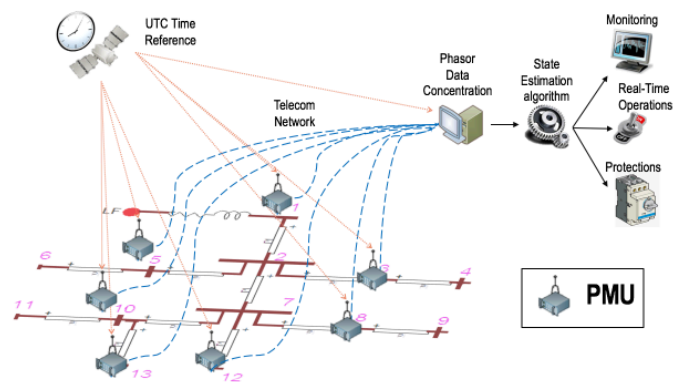 UTC Time
Reference
Monitoring
Phasor
Data
Concentration
State
Estimation
algorithm
Real-Time
Operations
Telecom
Network
Protections
LF
1
2
3
4
5
6
7
8
9
10
11
12
13
PMU